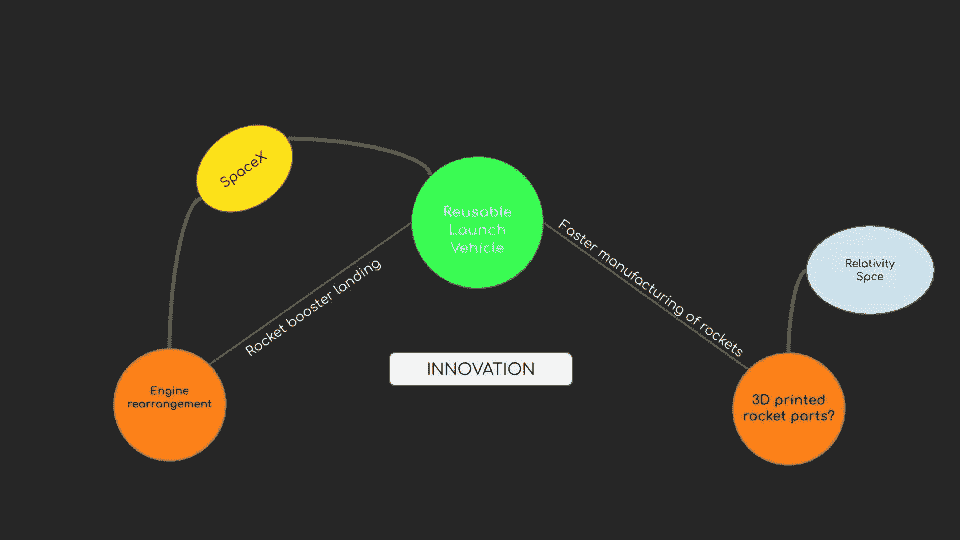 SpaceX
Reusable
Launch
Vehicle
Faster manufacturing of rockets
Relativity
Spce
Rocket booster landing
INNOVATION
Engine
rearrangement
3D printed
rocket parts?